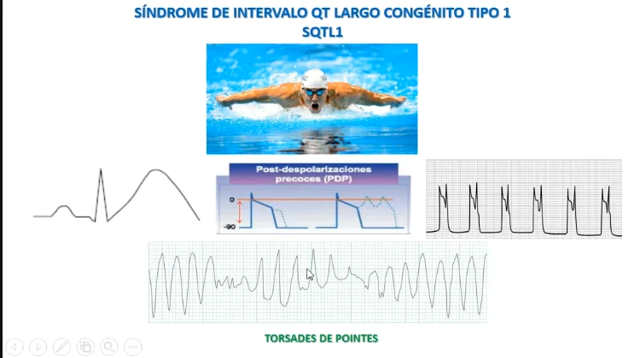 SÍNDROME DE INTERVALO QT LARGO CONGÉNITO TIPO 1
SQTL1
Post-despolarizaciones
precoces (PDP)
0
-90
TORSADES DE POINTES